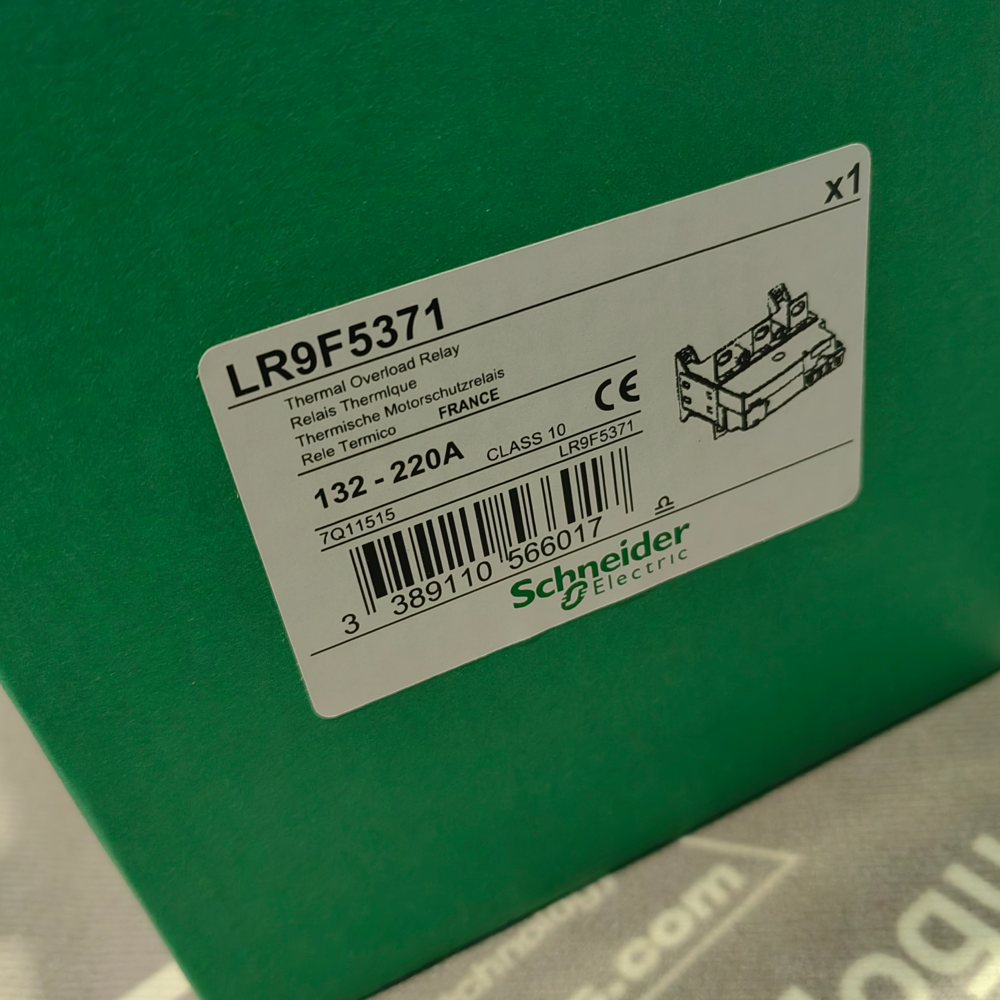 x1
LR9F5371
Thermal Overload Relay
Relais Thermique
Thermische Motorschutzrelais
Rele Termico
FRANCE
CE
132 - 220A
CLASS 10
7Q11515
LR9F5371
3 389110 566017
Ω
Schneider
Electric
.com